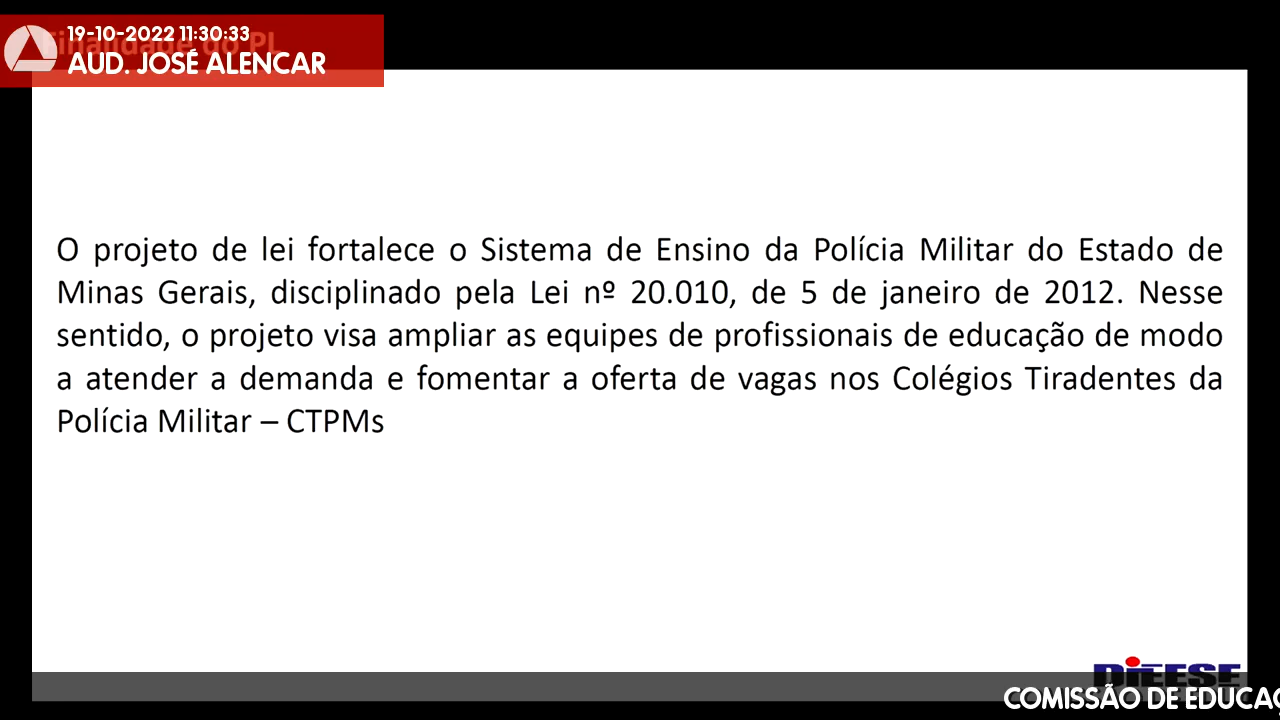 19-10-2022 11:30:33
Finalidade do PL
AUD. JOSÉ ALENCAR
O projeto de lei fortalece o Sistema de Ensino da Polícia Militar do Estado de
Minas Gerais, disciplinado pela Lei nº 20.010, de 5 de janeiro de 2012. Nesse
sentido, o projeto visa ampliar as equipes de profissionais de educação de modo
a atender a demanda e fomentar a oferta de vagas nos Colégios Tiradentes da
Polícia Militar – CTPMs
DIEESE
COMISSÃO DE EDUCAÇ